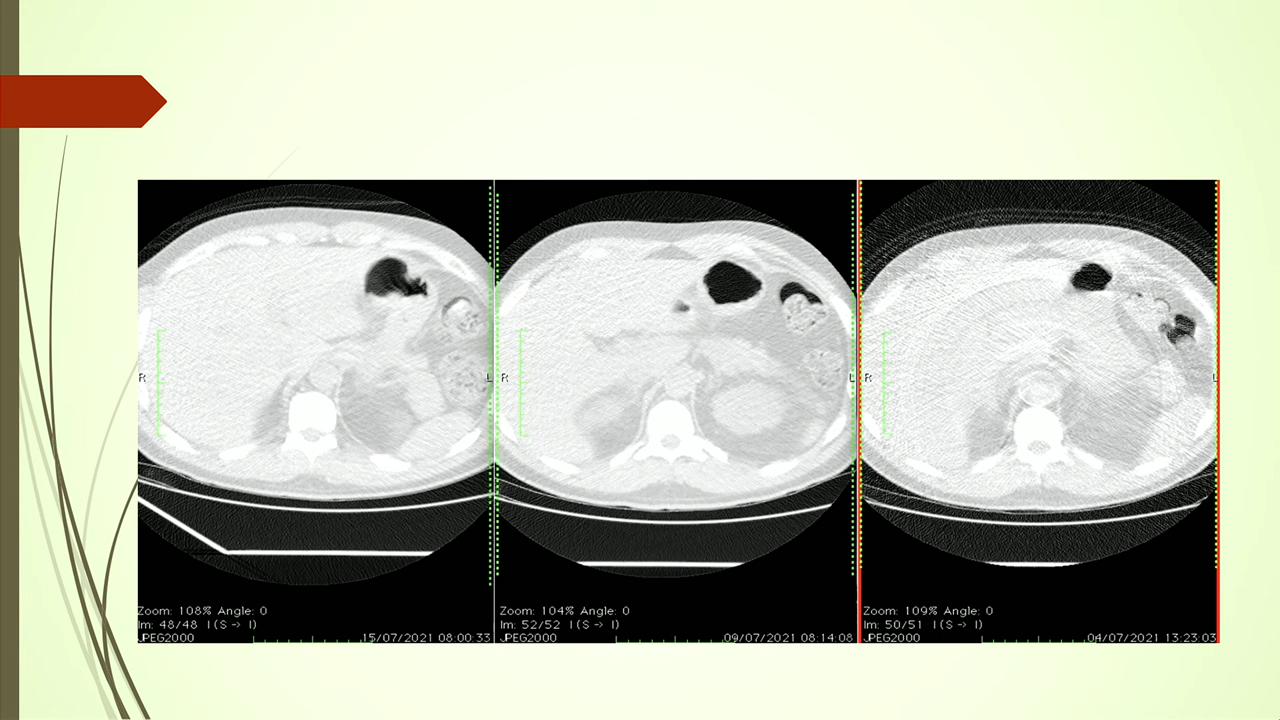 R
L
Zoom: 108% Angle: 0
Im: 48/48 I (S -> I)
JPEG2000
15/07/2021 08:00:33
R
L
Zoom: 104% Angle: 0
Im: 52/52 I (S -> I)
JPEG2000
09/07/2021 08:14:08
R
L
Zoom: 109% Angle: 0
Im: 50/51 I (S -> I)
JPEG2000
04/07/2021 13:23:03